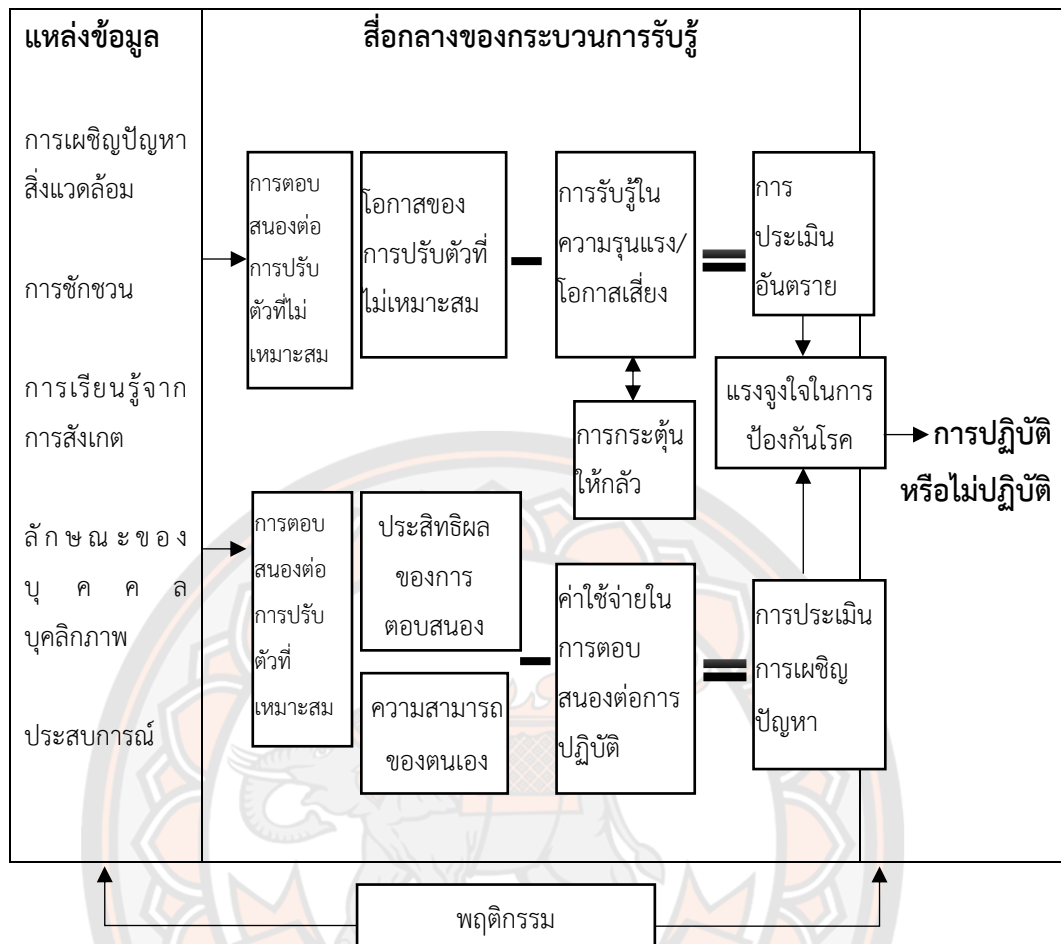 แหล่งข้อมูล
สื่อกลางของกระบวนการรับรู้
การเผชิญปัญหา
สิ่งแวดล้อม
การชักชวน
การเรียนรู้จาก
การสังเกต
ลักษณะของ
บุคคล
บุคลิกภาพ
ประสบการณ์
การตอบ
สนองต่อ
การปรับ
ตัวที่ไม่
เหมาะสม
โอกาสของ
การปรับตัวที่
ไม่เหมาะสม
การรับรู้ใน
ความรุนแรง/
โอกาสเสี่ยง
การ
ประเมิน
อันตราย
การกระตุ้น
ให้กลัว
แรงจูงใจในการ
ป้องกันโรค
การปฏิบัติ
หรือไม่ปฏิบัติ
การตอบ
สนองต่อ
การปรับ
ตัวที่
เหมาะสม
ประสิทธิผล
ของการ
ตอบสนอง
ความสามารถ
ของตนเอง
ค่าใช้จ่ายใน
การตอบ
สนองต่อการ
ปฏิบัติ
การประเมิน
การเผชิญ
ปัญหา
พฤติกรรม